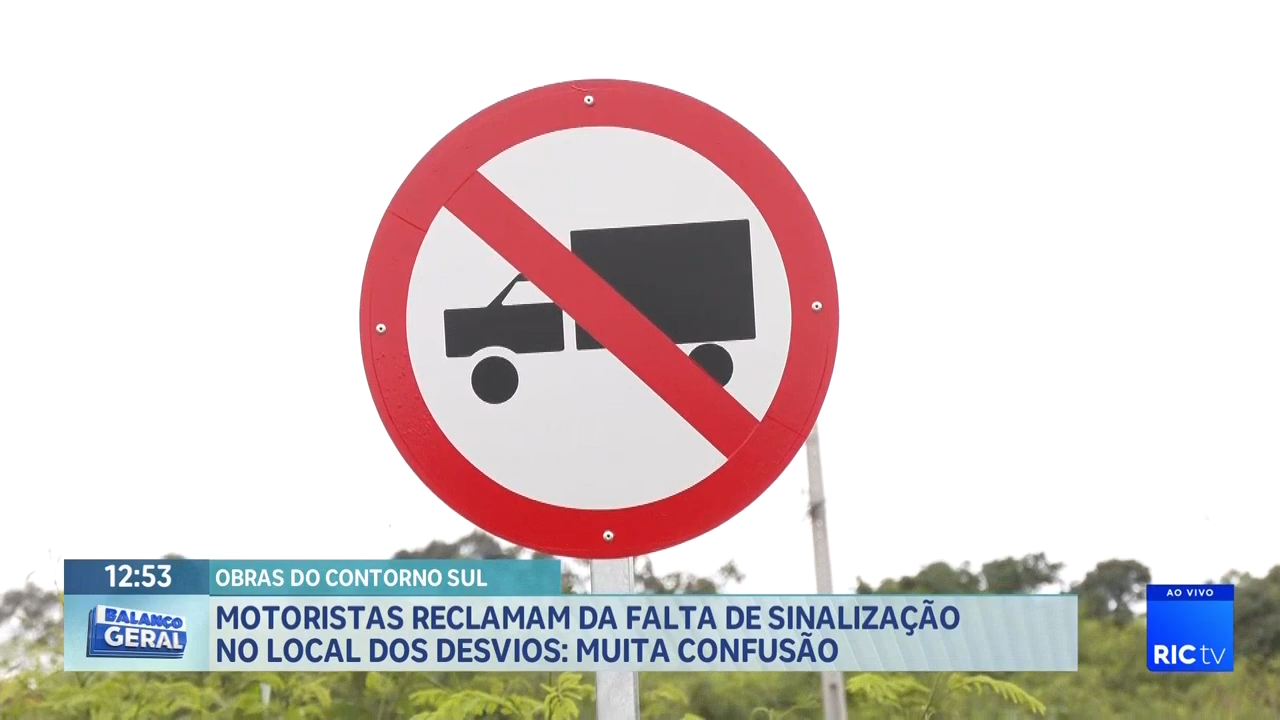 12:53
OBRAS DO CONTORNO SUL
BALANÇO
GERAL
MOTORISTAS RECLAMAM DA FALTA DE SINALIZAÇÃO
NO LOCAL DOS DESVIOS: MUITA CONFUSÃO
AO VIVO
RIC tv